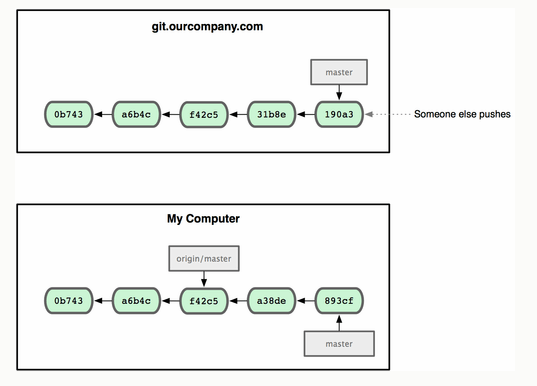 git.ourcompany.com
master
0b743 a6b4c f42c5 31b8e 190a3 Someone else pushes
My Computer
origin/master
0b743 a6b4c f42c5 a38de 893cf
master